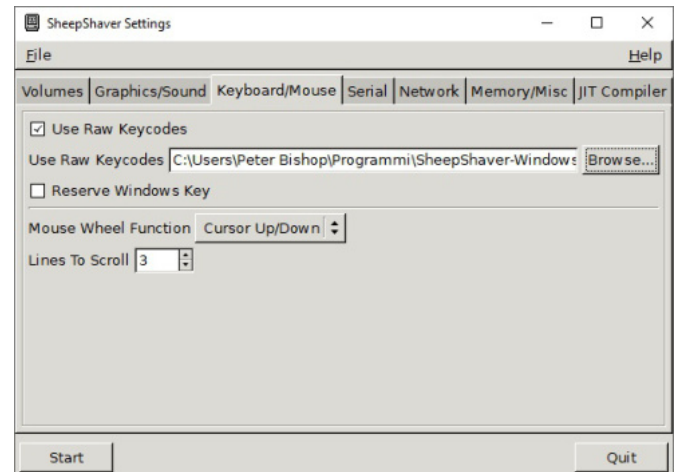 SheepShaver Settings
File Help
Volumes Graphics/Sound Keyboard/Mouse Serial Network Memory/Misc JIT Compiler
Use Raw Keycodes
Use Raw Keycodes C:\Users\Peter Bishop\Programmi\SheepShaver-Windows Browse...
Reserve Windows Key
Mouse Wheel Function Cursor Up/Down
Lines To Scroll 3
Start Quit